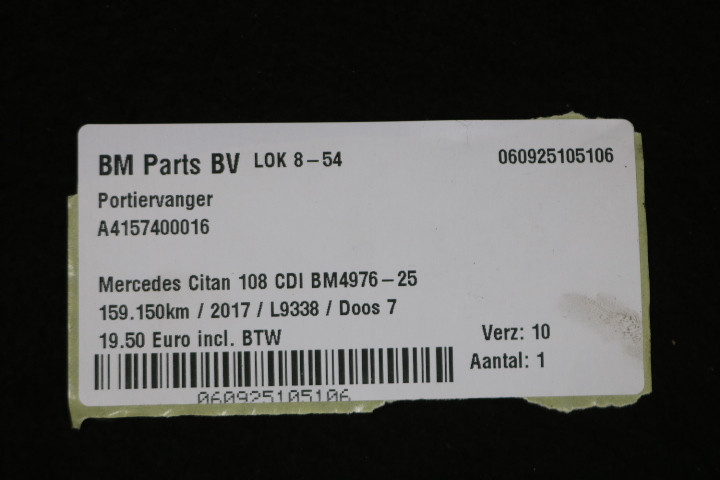 BM Parts BV LOK 8-54 060925105106
Portiervanger
A4157400016
Mercedes Citan 108 CDI BM4976-25
159.150km / 2017 / L9338 / Doos 7
19.50 Euro incl. BTW Verz: 10
Aantal: 1
060925105106